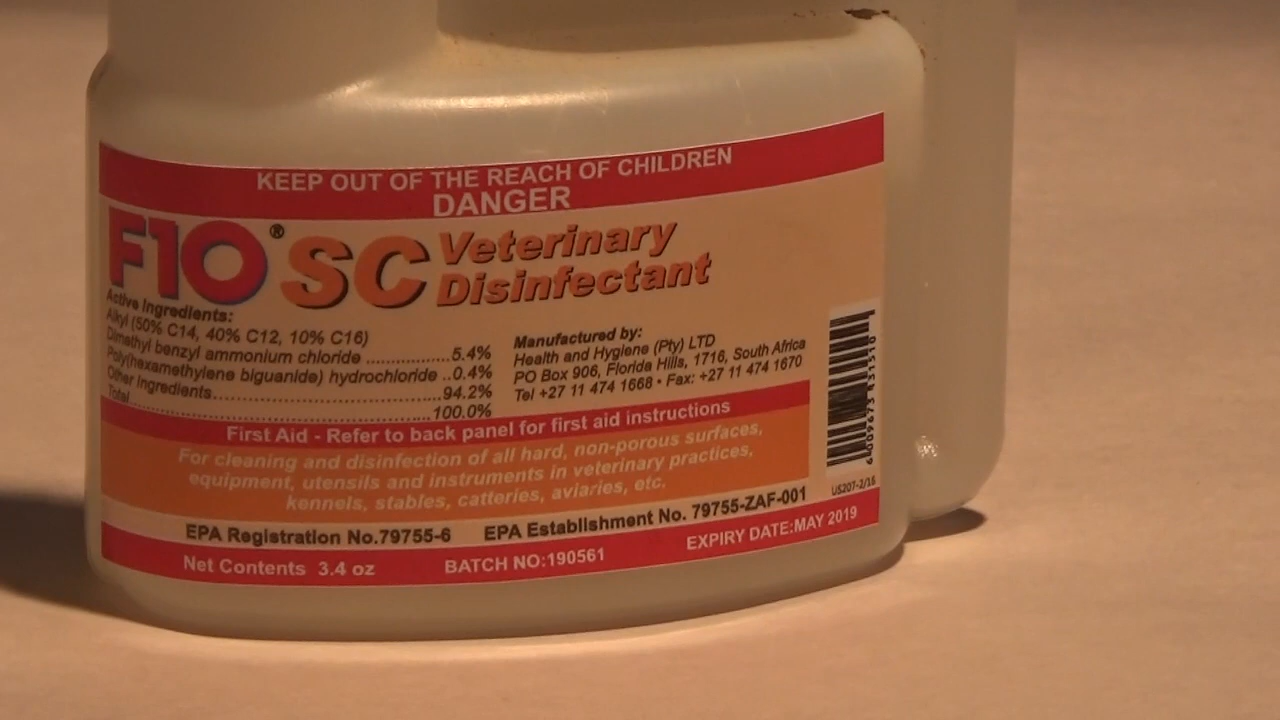 KEEP OUT OF THE REACH OF CHILDREN
DANGER
F10® SC Veterinary Disinfectant
Active Ingredients:
Alkyl (50% C14, 40% C12, 10% C16)
Dimethyl benzyl ammonium chloride ..............5.4%
Poly(hexamethylene biguanide) hydrochloride ..0.4%
Other Ingredients......................................94.2%
Total....................................................100.0%
Manufactured by:
Health and Hygiene (Pty) LTD
PO Box 906, Florida Hills, 1716, South Africa
Tel +27 11 474 1668 • Fax: +27 11 474 1670
First Aid - Refer to back panel for first aid instructions
For cleaning and disinfection of all hard, non-porous surfaces,
equipment, utensils and instruments in veterinary practices,
kennels, stables, catteries, aviaries, etc.
US207-2/16
EPA Registration No.79755-6 EPA Establishment No. 79755-ZAF-001
Net Contents 3.4 oz BATCH NO:190561 EXPIRY DATE:MAY 2019